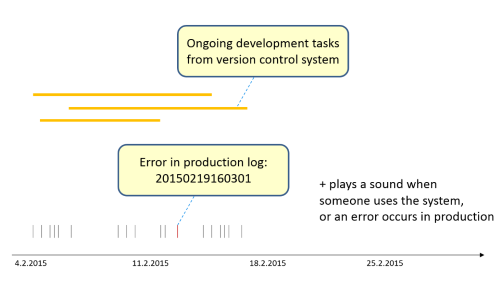 Ongoing development tasks
from version control system
Error in production log:
20150219160301
+ plays a sound when
someone uses the system,
or an error occurs in production
4.2.2015
11.2.2015
18.2.2015
25.2.2015